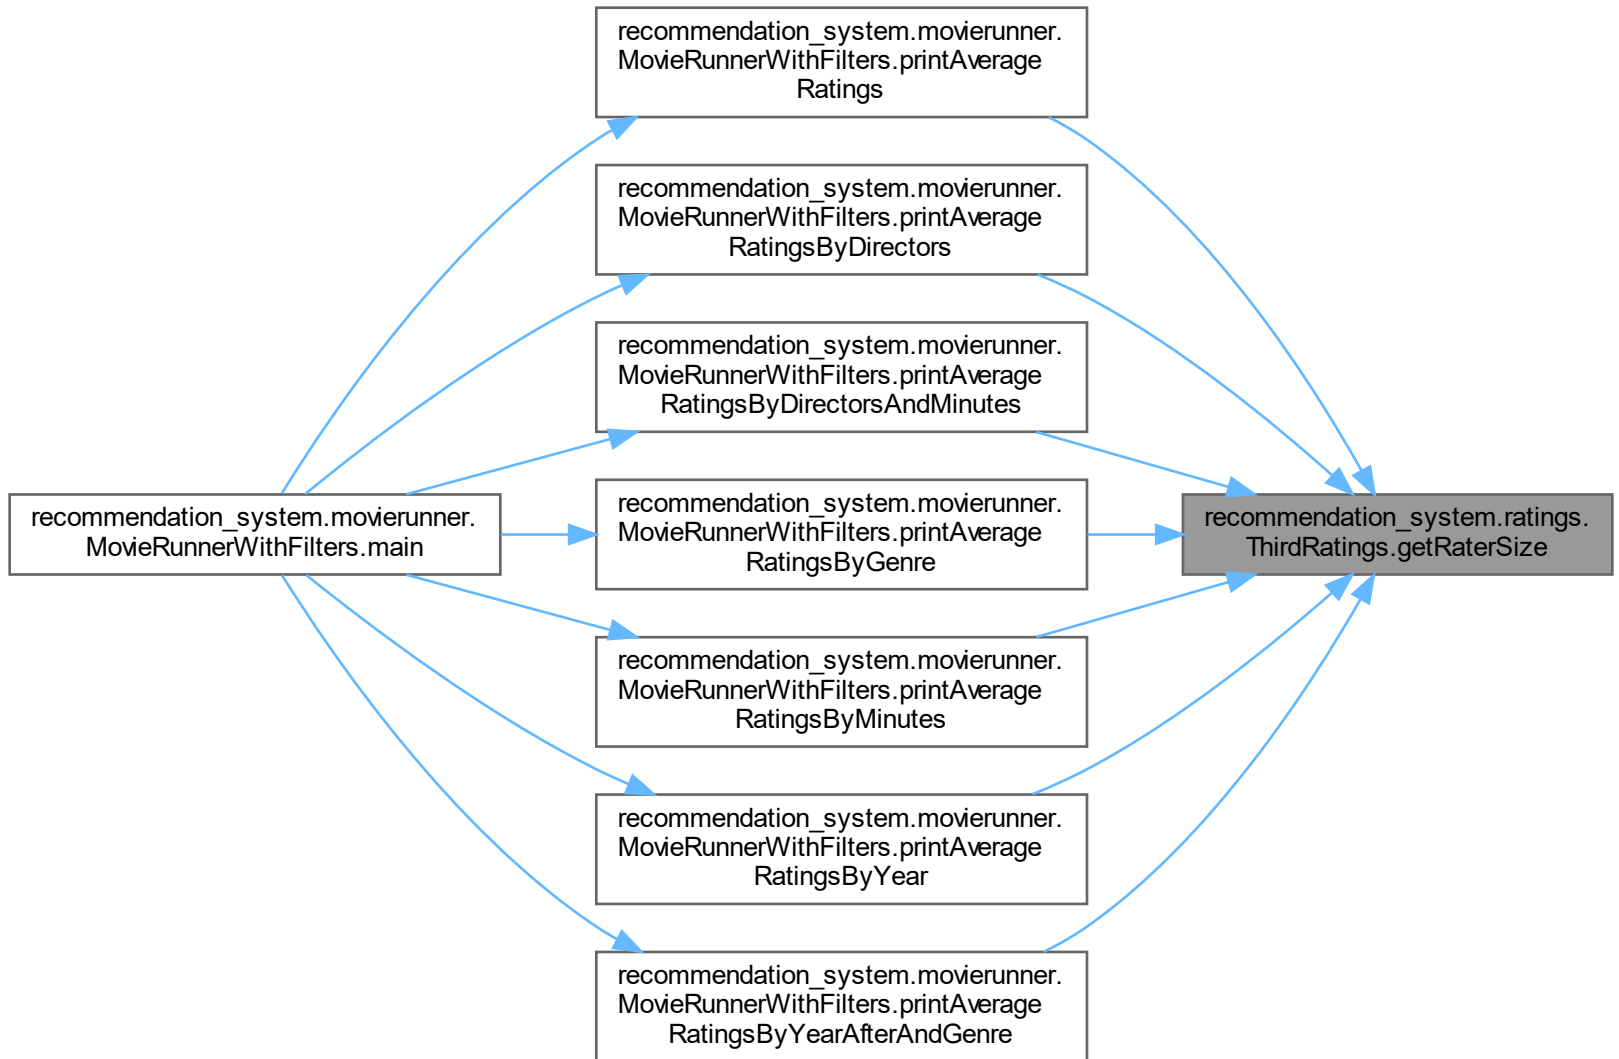 recommendation_system.movierunner.
MovieRunnerWithFilters.printAverage
Ratings
recommendation_system.movierunner.
MovieRunnerWithFilters.printAverage
RatingsByDirectors
recommendation_system.movierunner.
MovieRunnerWithFilters.printAverage
RatingsByDirectorsAndMinutes
recommendation_system.movierunner.
MovieRunnerWithFilters.main
recommendation_system.movierunner.
MovieRunnerWithFilters.printAverage
RatingsByGenre
recommendation_system.ratings.
ThirdRatings.getRaterSize
recommendation_system.movierunner.
MovieRunnerWithFilters.printAverage
RatingsByMinutes
recommendation_system.movierunner.
MovieRunnerWithFilters.printAverage
RatingsByYear
recommendation_system.movierunner.
MovieRunnerWithFilters.printAverage
RatingsByYearAfterAndGenre